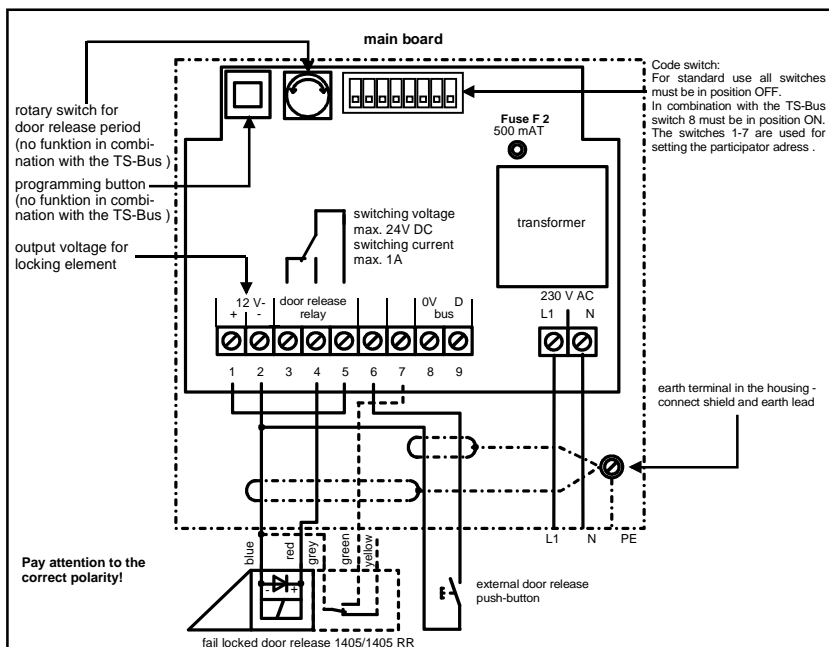 main board
rotary switch for
door release period
(no funktion in combi-
nation with the TS-Bus )
programming button
(no funktion in combi-
nation with the TS-Bus )
output voltage for
locking element
Code switch:
For standard use all switches
must be in position OFF.
In combination with the TS-Bus
switch 8 must be in position ON.
The switches 1-7 are used for
setting the participator adress .
Fuse F 2
500 mAT
transformer
switching voltage
max. 24V DC
switching current
max. 1A
12 V-
+ -
door release
relay
0V D
bus
230 V AC
L1 N
1 2 3 4 5 6 7 8 9
earth terminal in the housing -
connect shield and earth lead
L1 N PE
blue
red
grey
green
yellow
Pay attention to the
correct polarity!
- +
external door release
push-button
fail locked door release 1405/1405 RR